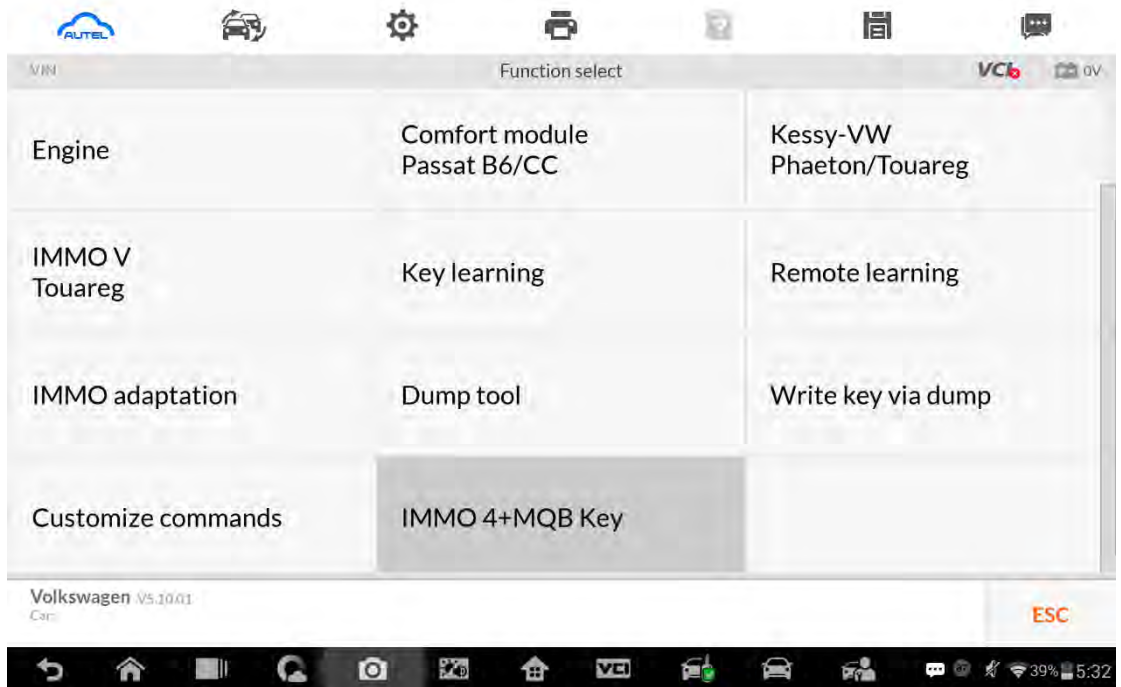 AUTEL
VIN
Function select
VCI
0V
Engine
Comfort module
Passat B6/CC
Kessy-VW
Phaeton/Touareg
IMMO V
Touareg
Key learning
Remote learning
IMMO adaptation
Dump tool
Write key via dump
Customize commands
IMMO 4+MQB Key
Volkswagen V5.10.01
Car:
ESC
VCI
39% 5:32